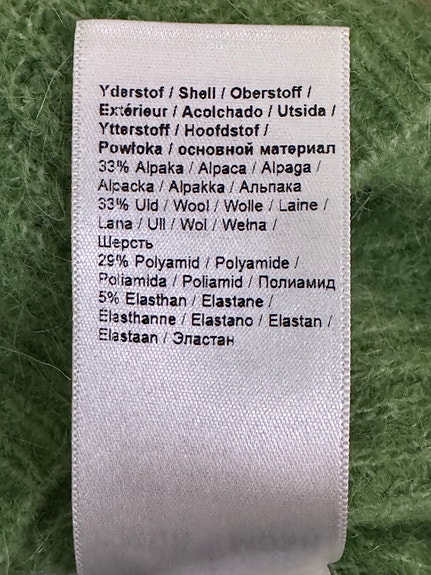 Yderstof / Shell / Oberstoff /
Extérieur / Acolchado / Utsida /
Ytterstoff / Hoofdstof /
Powłoka / основной материал
33% Alpaka / Alpaca / Alpaga /
Alpacka / Alpakka / Альпака
33% Uld / Wool / Wolle / Laine /
Lana / Ull / Wol / Wełna /
Шерсть
29% Polyamid / Polyamide /
Poliamida / Poliamid / Полиамид
5% Elasthan / Elastane /
Élasthanne / Elastano / Elastan /
Elastaan / Эластан